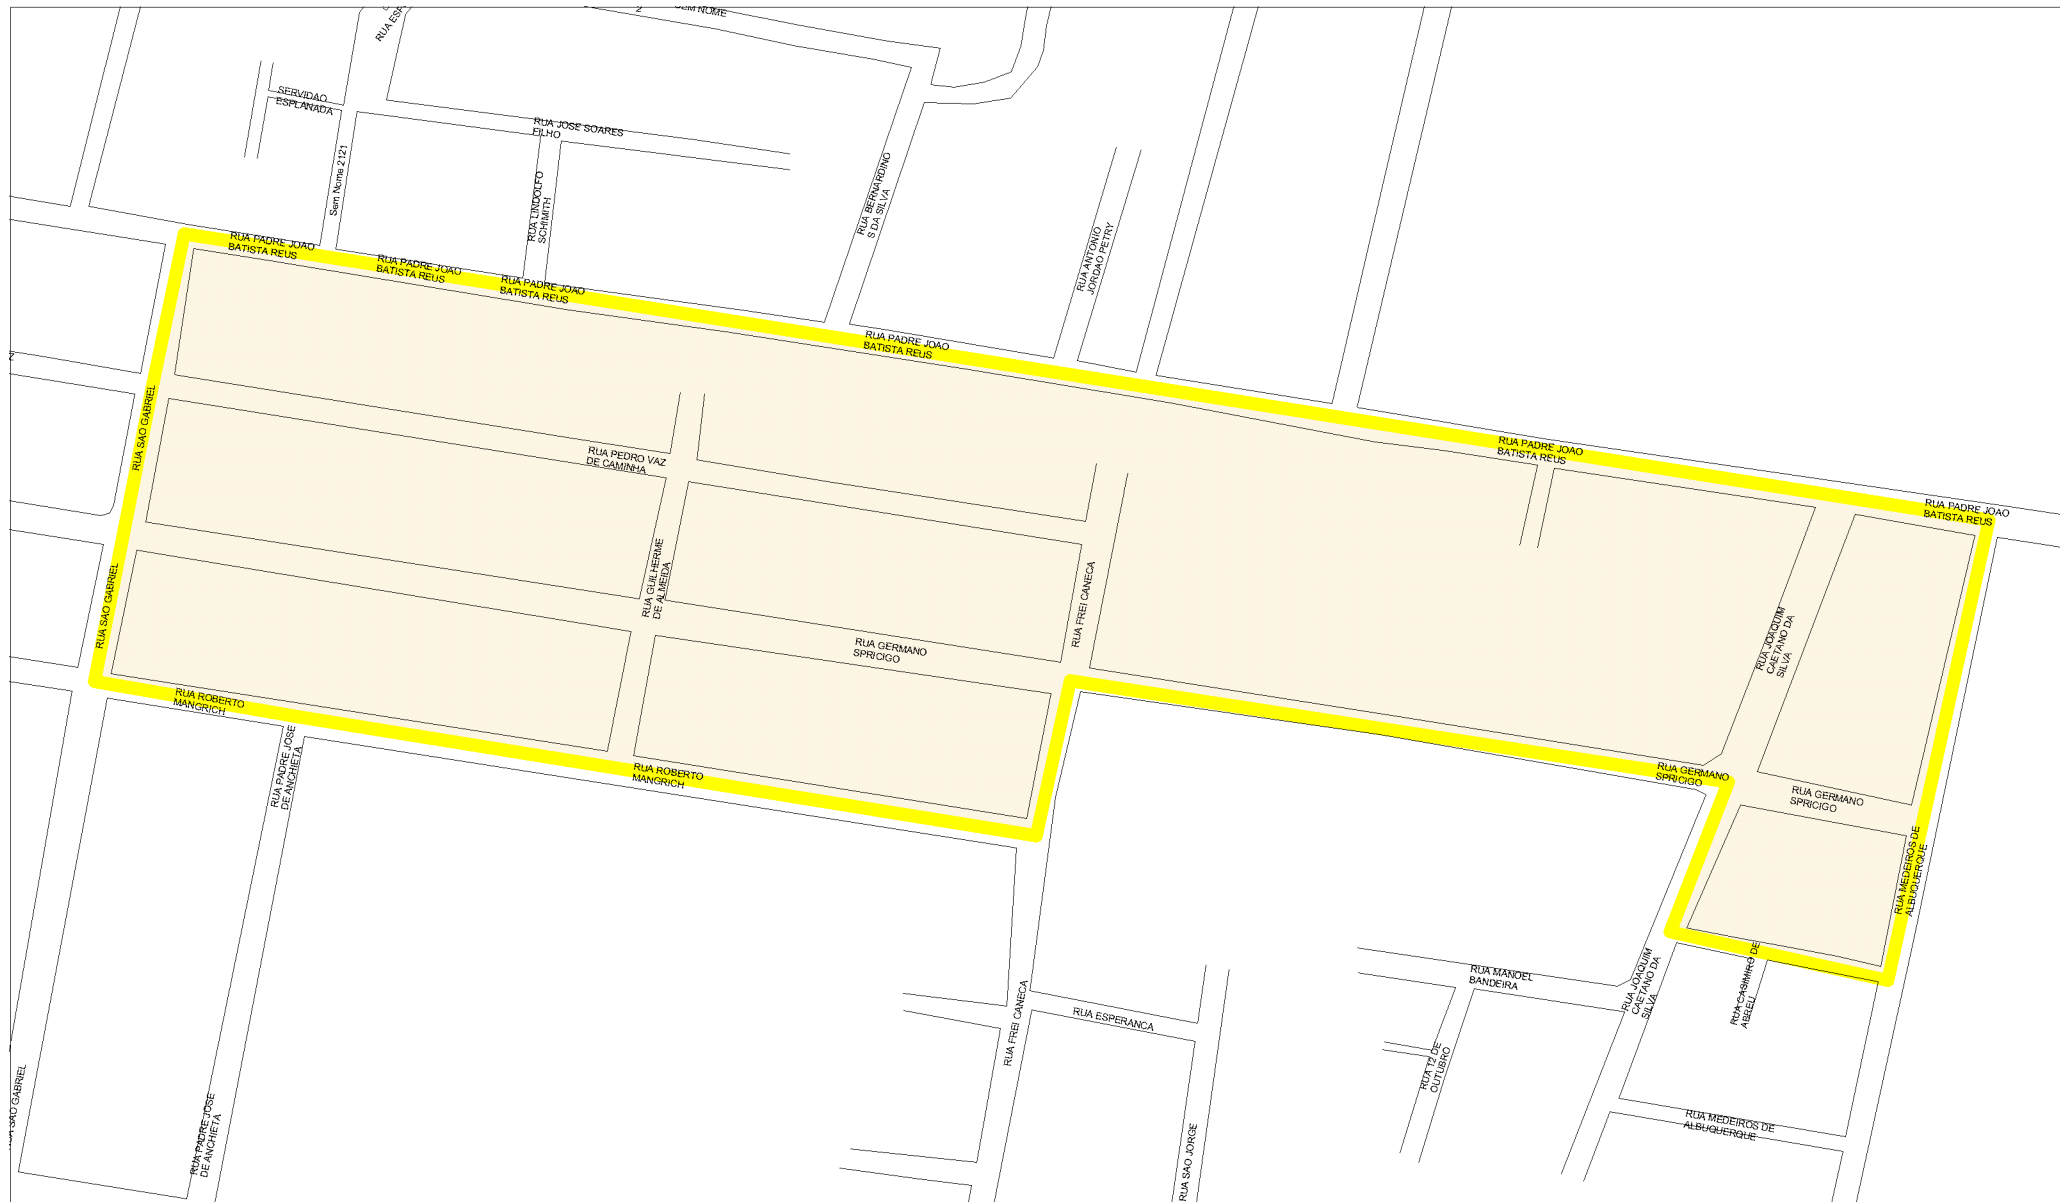 SEM NOME
SERVIDAO
ESPLANADA
RUA JOSE SOARES
FILHO
Sem Nome 2121
RUA LINDOLFO
SCHIMITH
RUA BERNARDINO
S DA SILVA
RUA ANTONIO
JORDAO PETRY
RUA PADRE JOAO
BATISTA REUS
RUA PADRE JOAO
BATISTA REUS
RUA PADRE JOAO
BATISTA REUS
RUA PADRE JOAO
BATISTA REUS
RUA PADRE JOAO
BATISTA REUS
RUA PADRE JOAO
BATISTA REUS
RUA SAO GABRIEL
RUA PEDRO VAZ
DE CAMINHA
RUA SAO GABRIEL
RUA GUILHERME
DE ALMEIDA
RUA FREI CANECA
RUA GERMANO
SPRICIGO
RUA JOAQUIM
CAETANO DA
SILVA
RUA ROBERTO
MANGRICH
RUA PADRE JOSE
DE ANCHIETA
RUA ROBERTO
MANGRICH
RUA GERMANO
SPRICIGO
RUA GERMANO
SPRICIGO
RUA MEDEIROS DE
ALBUQUERQUE
RUA MANOEL
BANDEIRA
RUA JOAQUIM
CAETANO DA
SILVA
RUA CASIMIRO DE
ABREU
RUA FREI CANECA
RUA ESPERANCA
RUA 12 DE
OUTUBRO
RUA SAO GABRIEL
RUA PADRE JOSE
DE ANCHIETA
RUA SAO JORGE
RUA MEDEIROS DE
ALBUQUERQUE